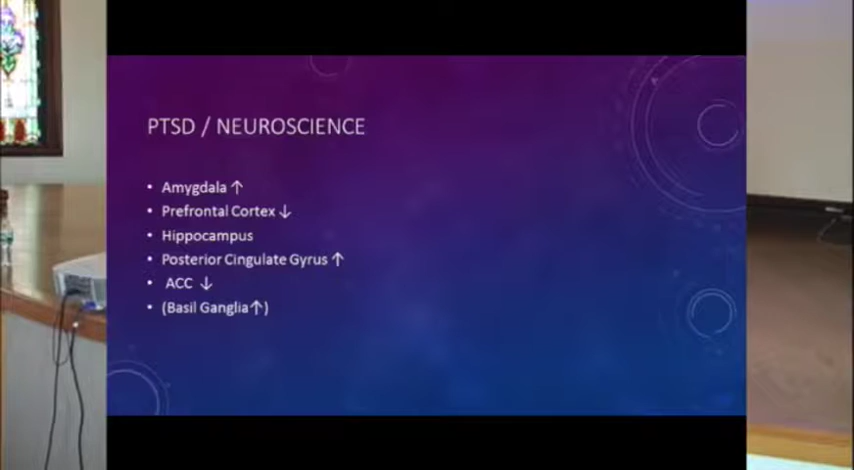 PTSD / NEUROSCIENCE
• Amygdala ↑
• Prefrontal Cortex ↓
• Hippocampus
• Posterior Cingulate Gyrus ↑
• ACC ↓
• (Basil Ganglia↑)